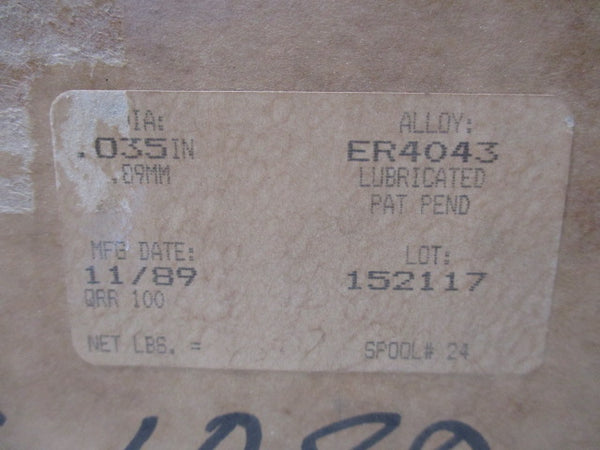 DIA:
.035IN
.09MM
ALLOY:
ER4043
LUBRICATED
PAT PEND
MFG DATE:
11/89
QRR 100
LOT:
152117
NET LBS. =
SPOOL# 24